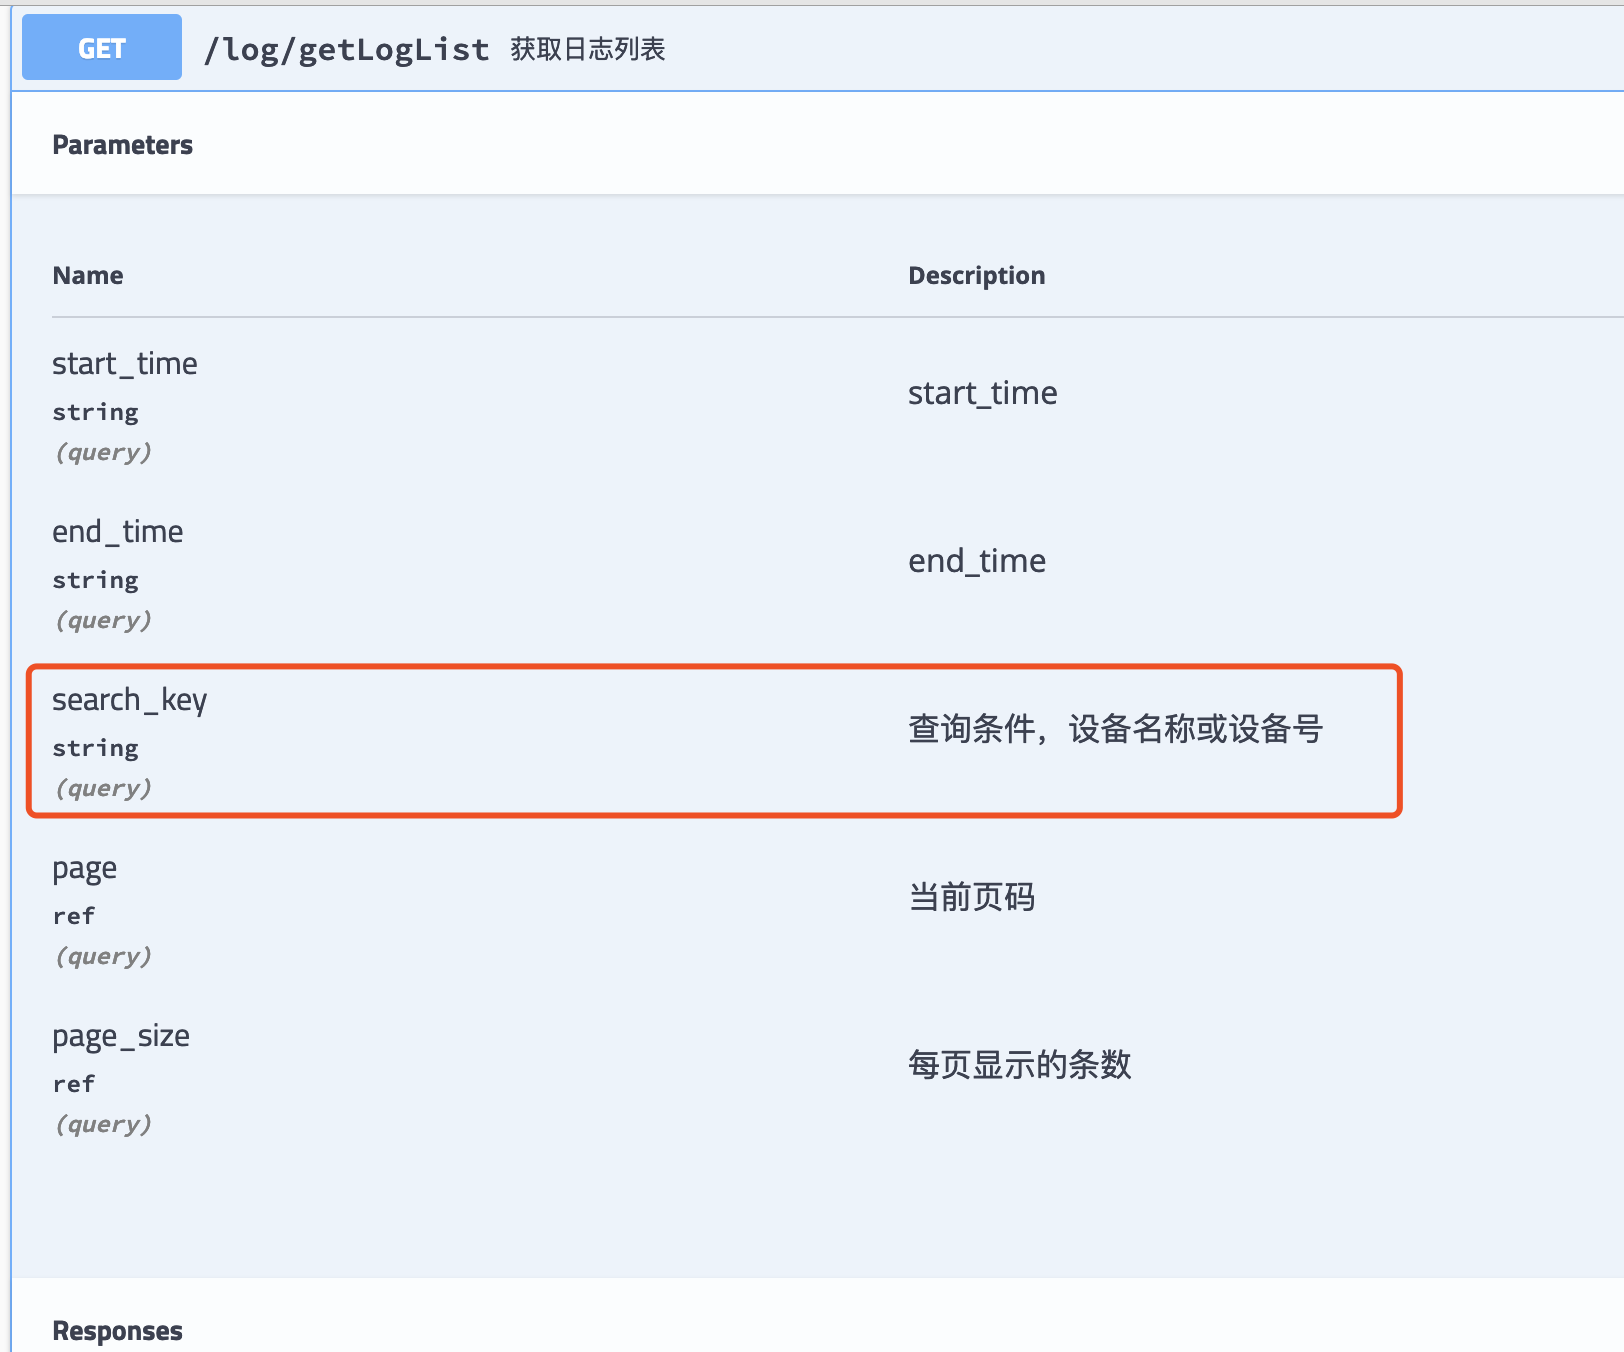 GET /log/getLogList 获取日志列表
Parameters
Name Description
start_time
string
(query)
start_time
end_time
string
(query)
end_time
search_key
string
(query)
查询条件，设备名称或设备号
page
ref
(query)
当前页码
page_size
ref
(query)
每页显示的条数
Responses